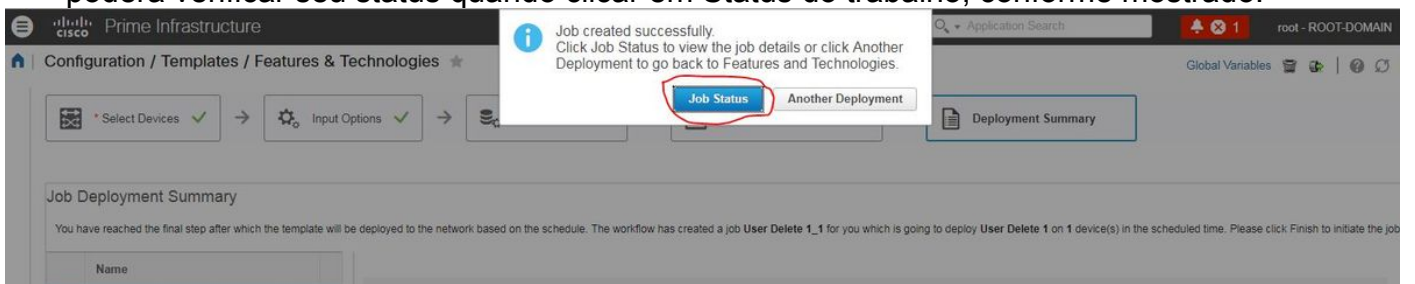 poderá verificar seu status quando clicar em Status do trabalho, conforme mostrado.
cisco Prime Infrastructure
Application Search
1
root - ROOT-DOMAIN
Job created successfully.
Click Job Status to view the job details or click Another
Deployment to go back to Features and Technologies.
Job Status
Another Deployment
Configuration / Templates / Features & Technologies
Global Variables
* Select Devices
Input Options
Deployment Summary
Job Deployment Summary
You have reached the final step after which the template will be deployed to the network based on the schedule. The workflow has created a job User Delete 1_1 for you which is going to deploy User Delete 1 on 1 device(s) in the scheduled time. Please click Finish to initiate the job
Name